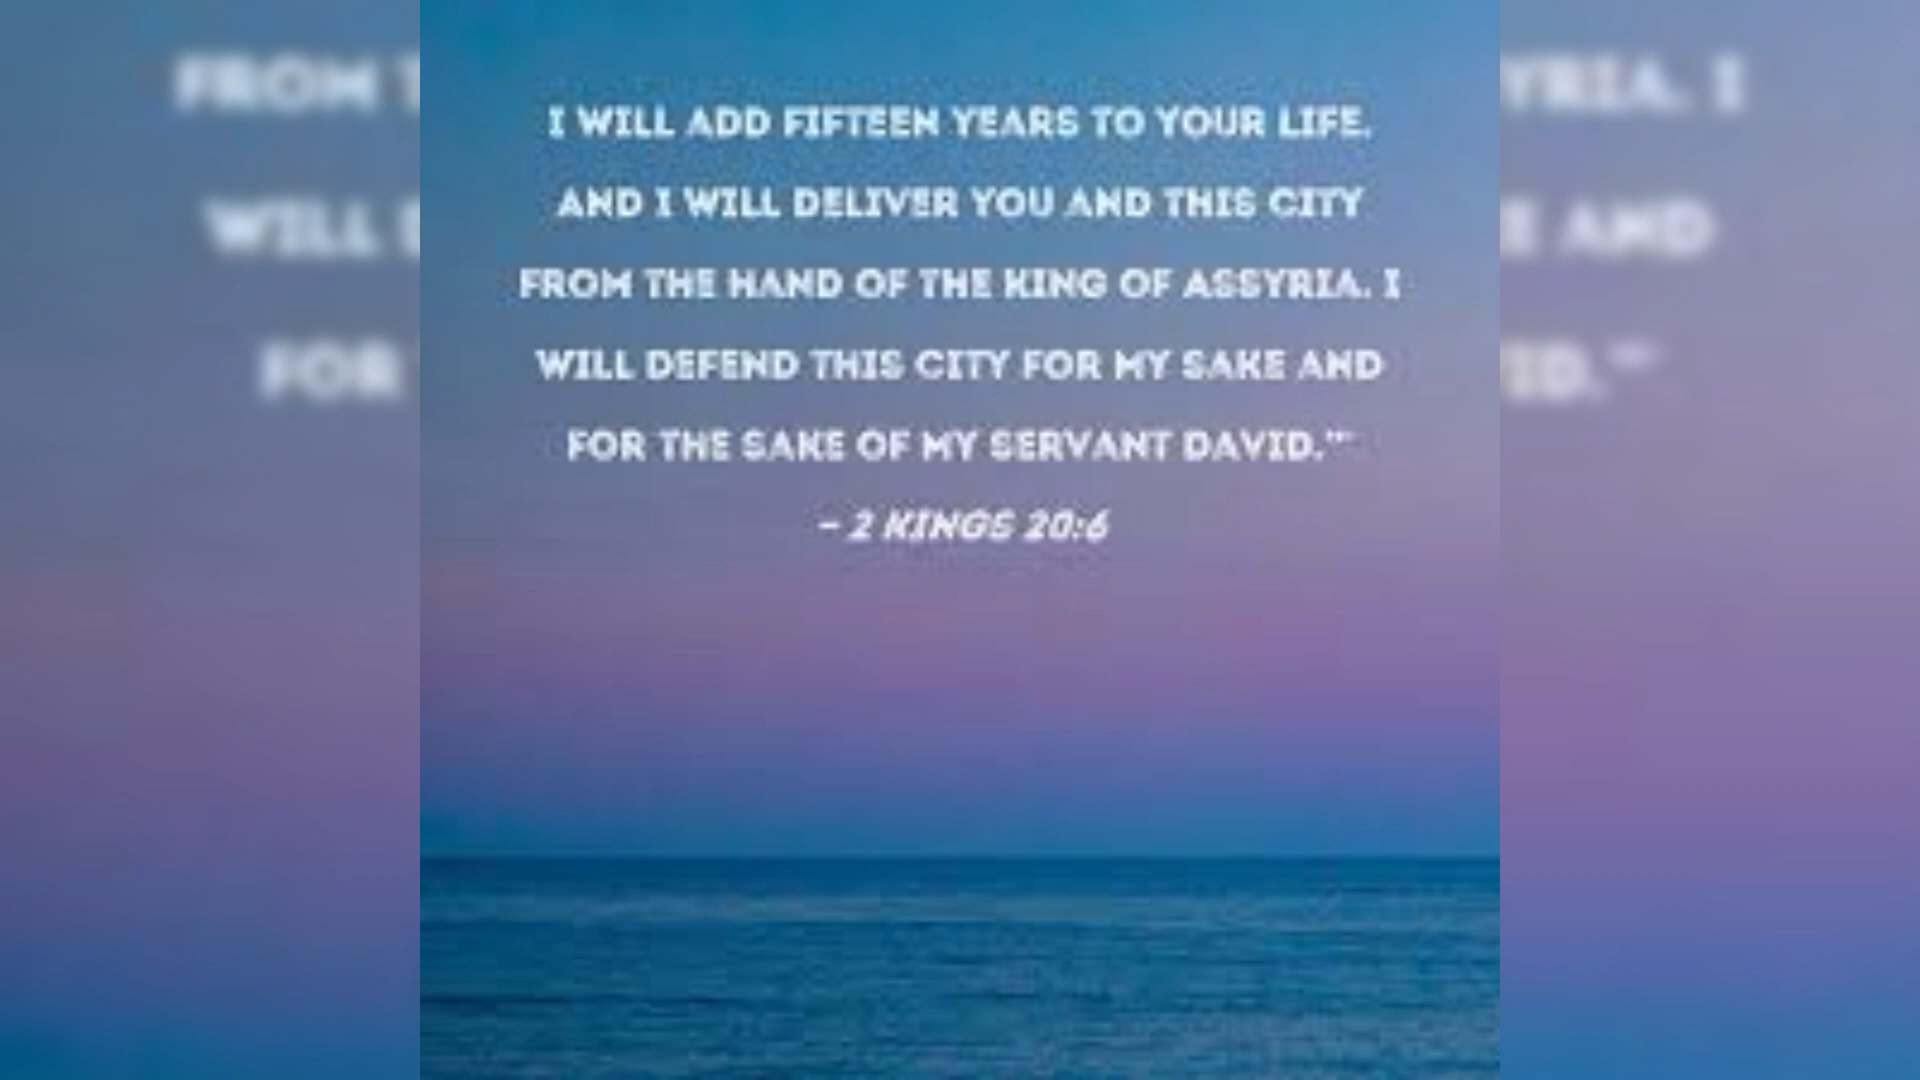 I WILL ADD FIFTEEN YEARS TO YOUR LIFE.
AND I WILL DELIVER YOU AND THIS CITY
FROM THE HAND OF THE KING OF ASSYRIA. I
WILL DEFEND THIS CITY FOR MY SAKE AND
FOR THE SAKE OF MY SERVANT DAVID.”’
– 2 KINGS 20:6